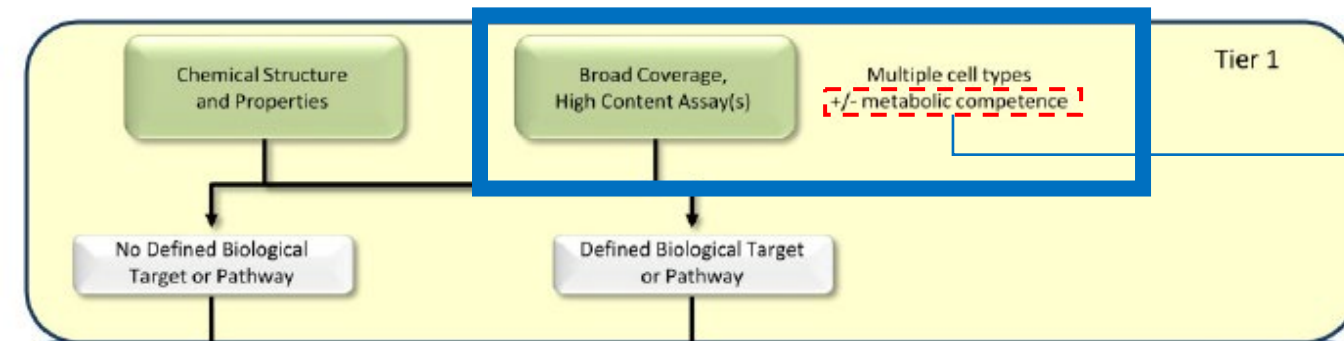 Chemical Structure
and Properties
Broad Coverage,
High Content Assay(s)
Multiple cell types
+/- metabolic competence
Tier 1
No Defined Biological
Target or Pathway
Defined Biological Target
or Pathway